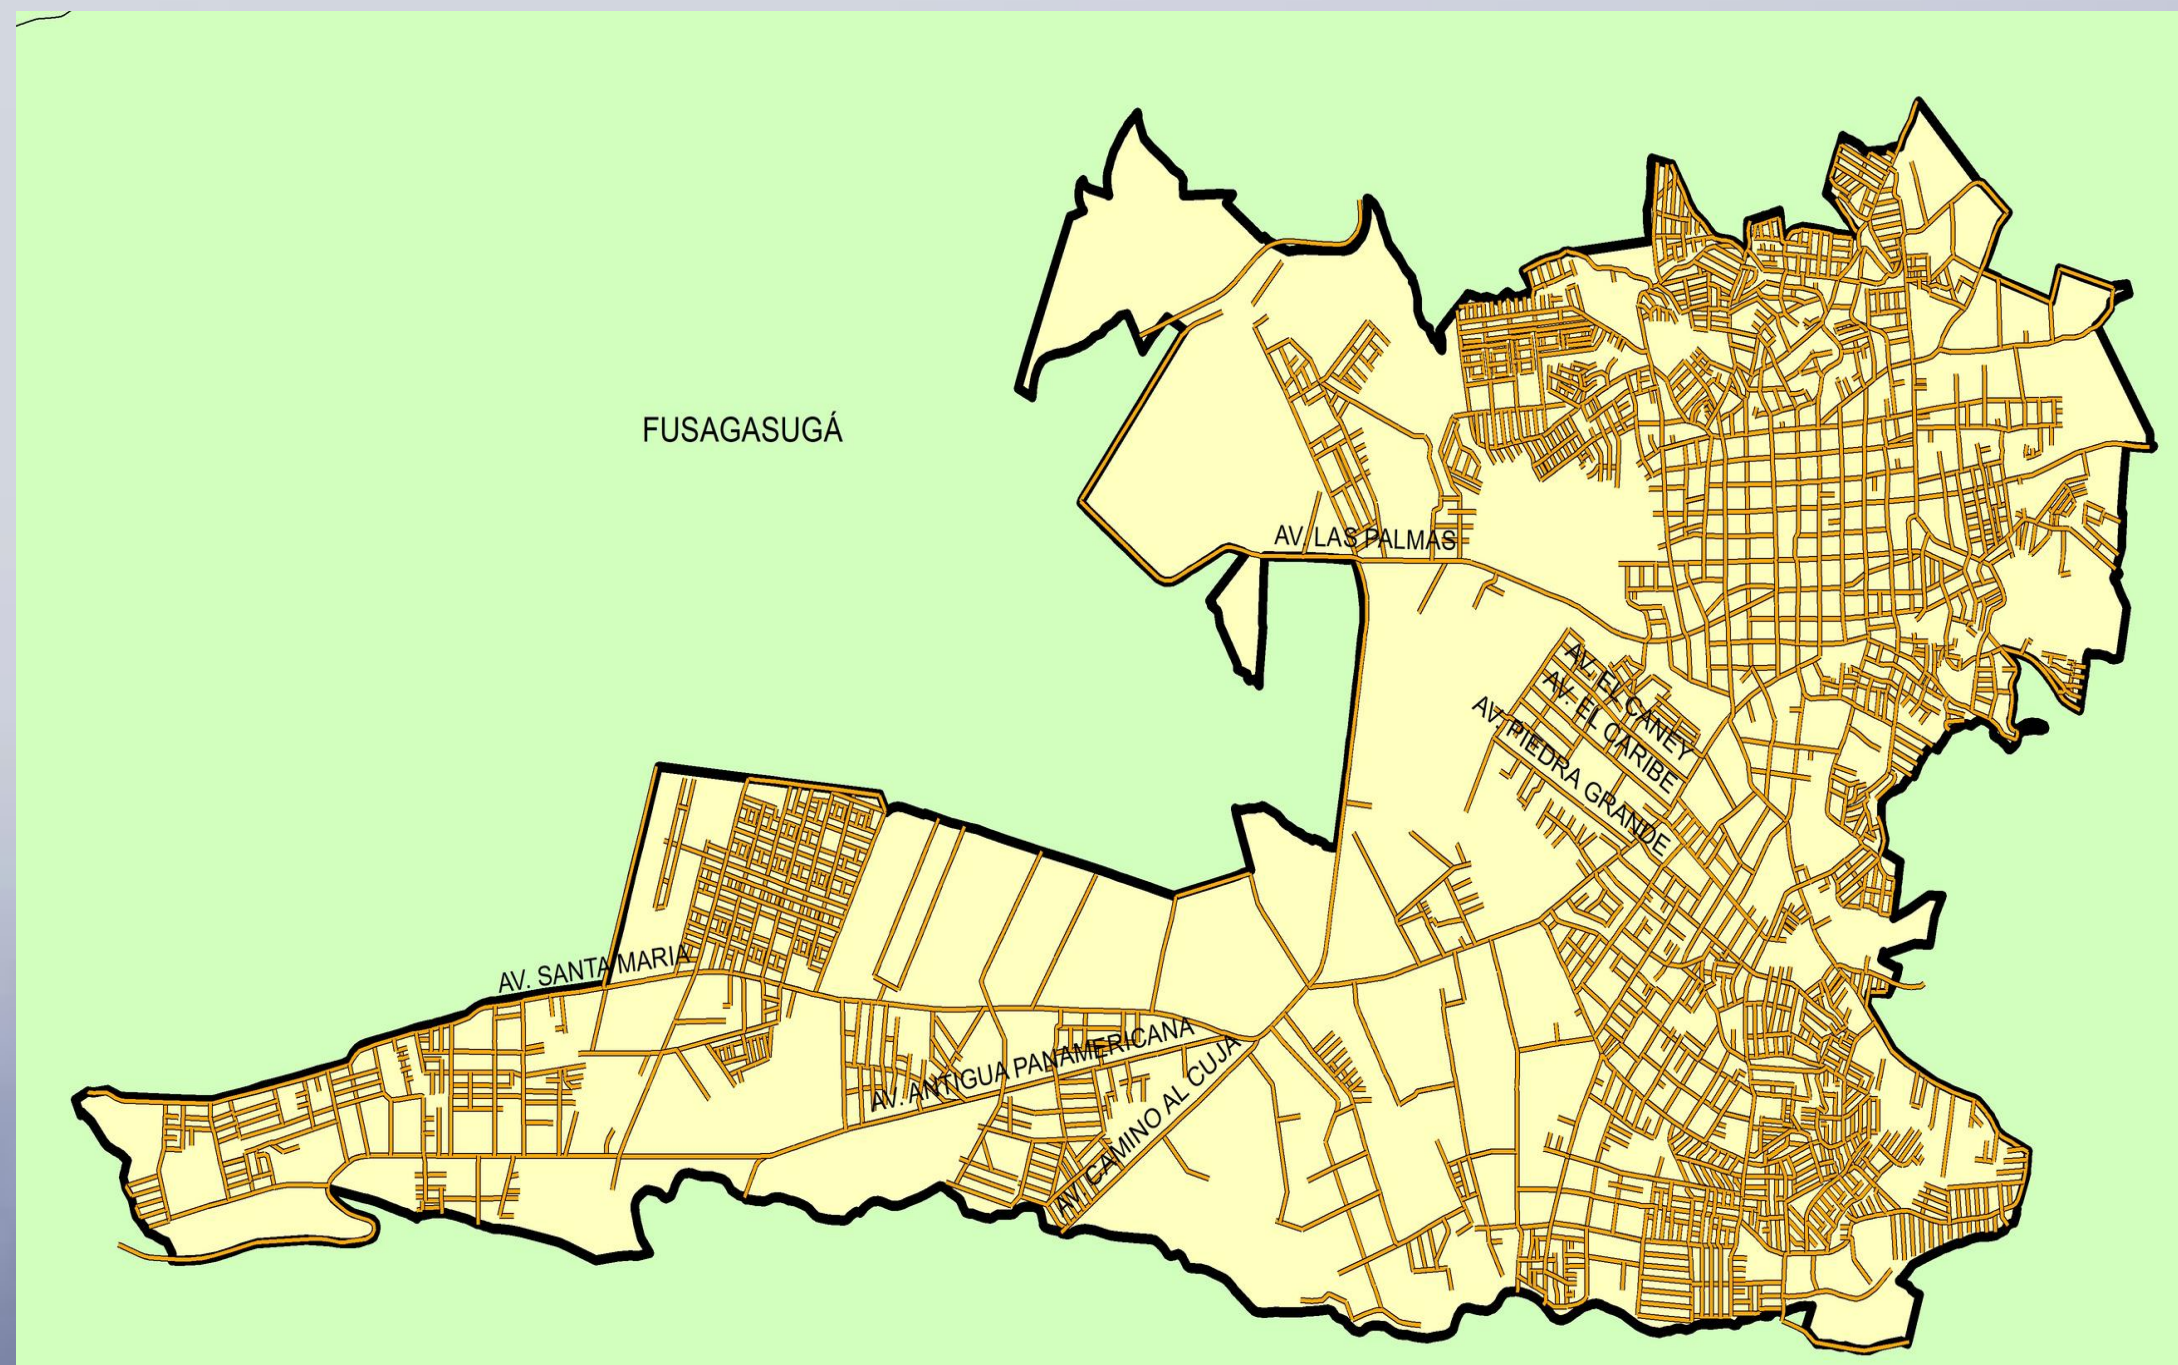 FUSAGASUGÁ
AV. LAS PALMAS
AV. EL CANEY
AV. EL CARIBE
AV. PIEDRA GRANDE
AV. SANTA MARIA
AV. ANTIGUA PANAMERICANA
AV. CAMINO AL CUJA